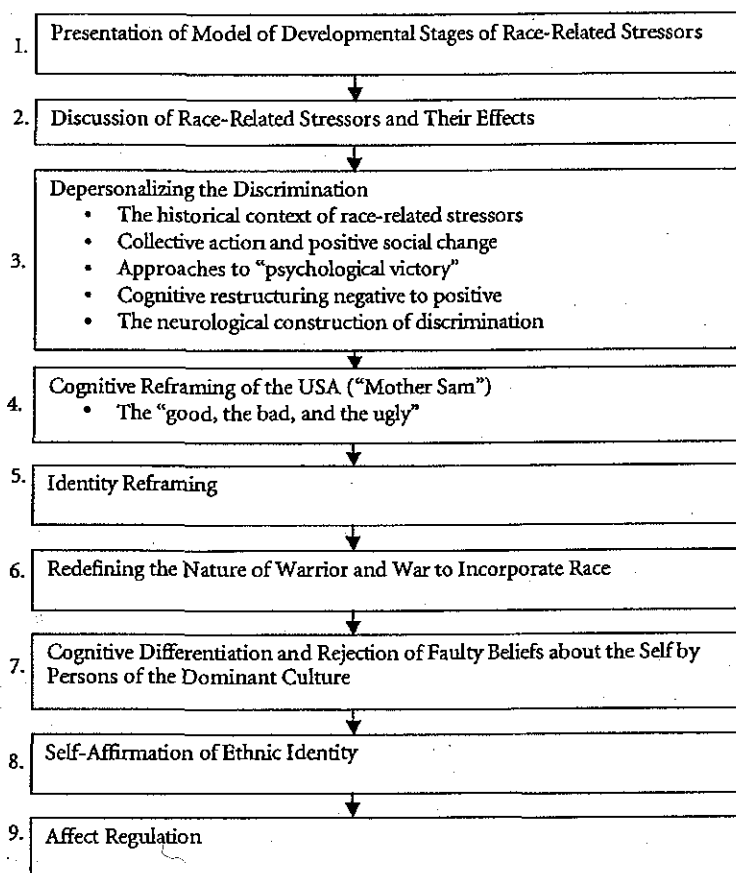 1. Presentation of Model of Developmental Stages of Race-Related Stressors
2. Discussion of Race-Related Stressors and Their Effects
3. Depersonalizing the Discrimination
• The historical context of race-related stressors
• Collective action and positive social change
• Approaches to “psychological victory”
• Cognitive restructuring negative to positive
• The neurological construction of discrimination
4. Cognitive Reframing of the USA (“Mother Sam”)
• The “good, the bad, and the ugly”
5. Identity Reframing
6. Redefining the Nature of Warrior and War to Incorporate Race
7. Cognitive Differentiation and Rejection of Faulty Beliefs about the Self by
Persons of the Dominant Culture
8. Self-Affirmation of Ethnic Identity
9. Affect Regulation